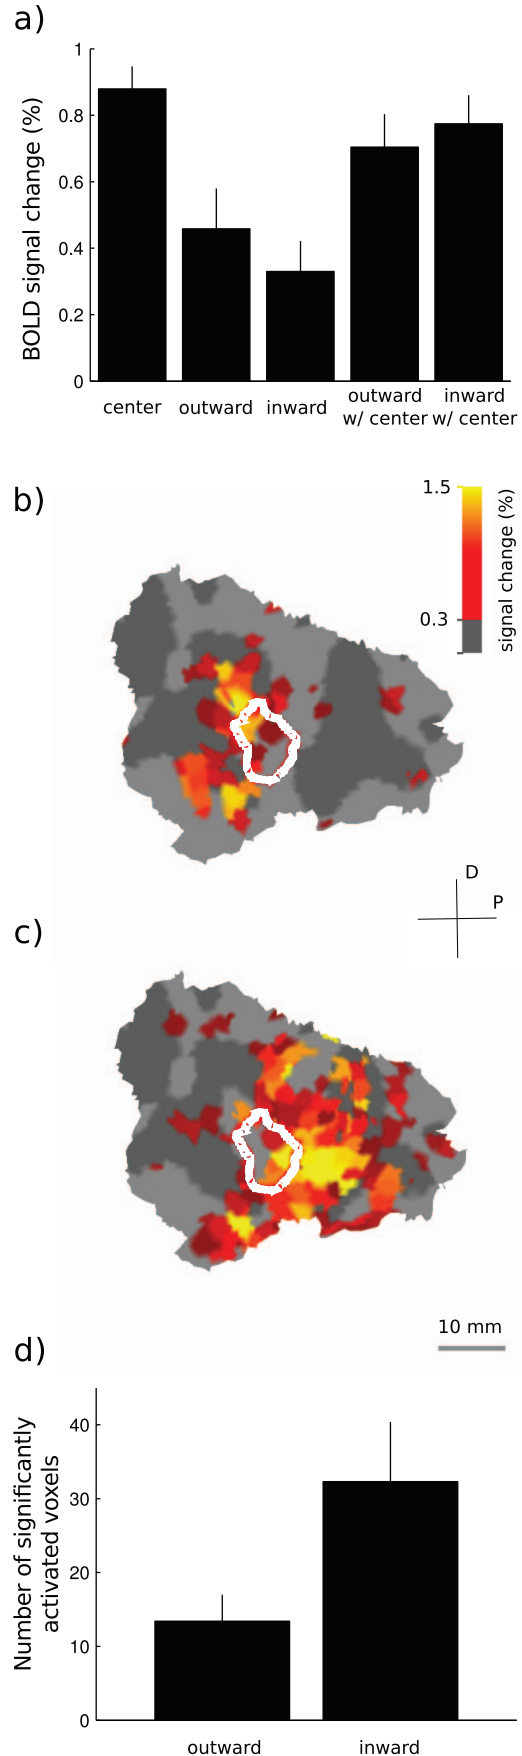 a)
BOLD signal change (%)
1
0.8
0.6
0.4
0.2
0
center
outward
inward
outward
w/ center
inward
w/ center
b)
1.5
0.3
signal change (%)
D
P
c)
10 mm
d)
Number of significantly
activated voxels
40
30
20
10
0
outward
inward